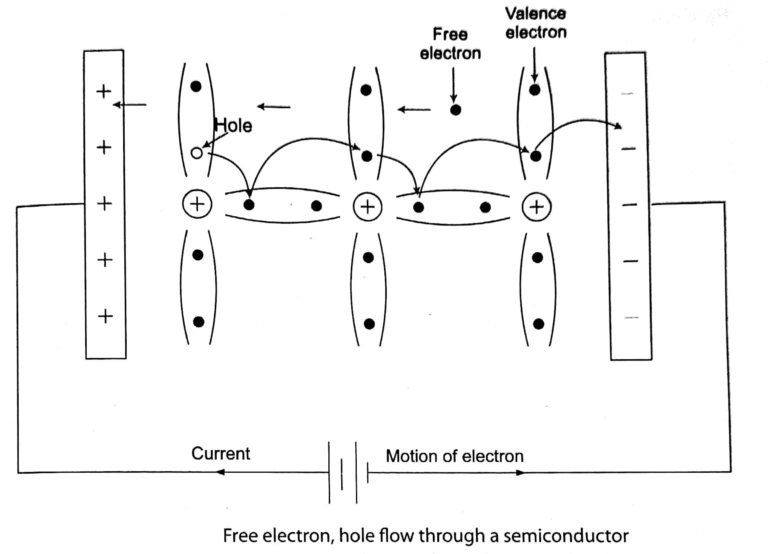 Valence
electron
Free
electron
Hole
+
+
+
+
+
+
+
+
−
−
−
−
−
Current
Motion of electron
Free electron, hole flow through a semiconductor